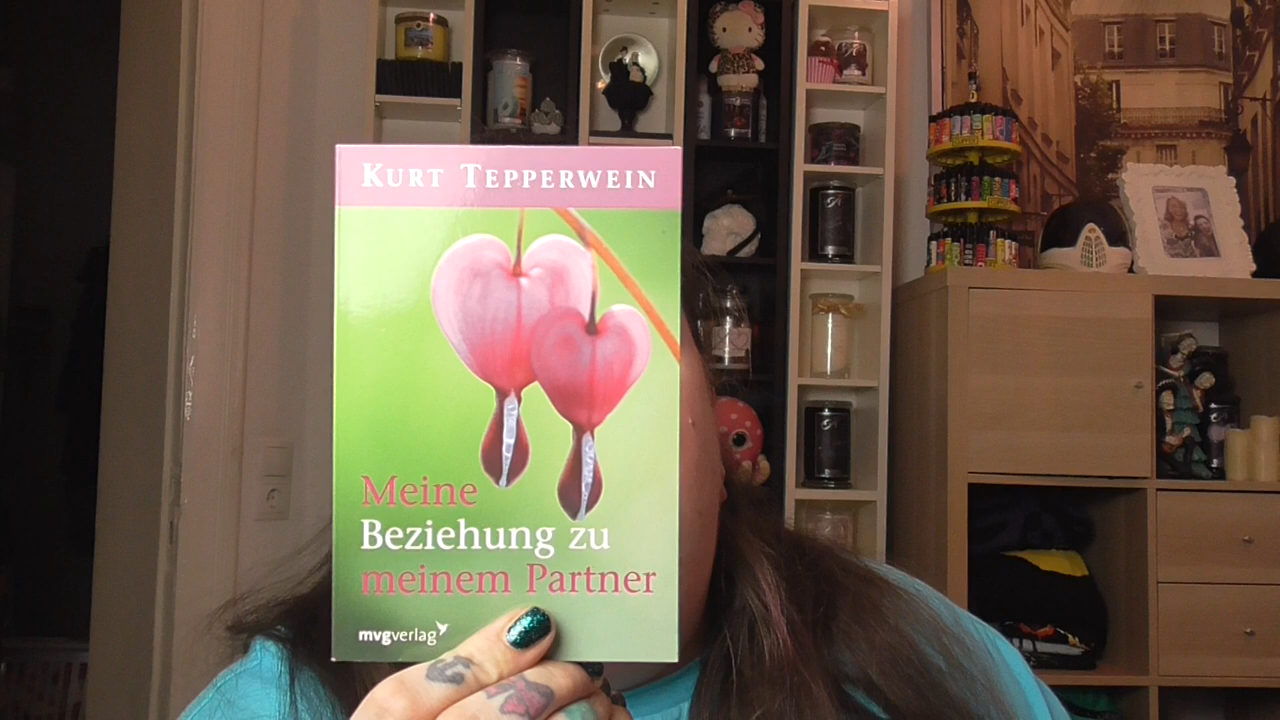 KURT TEPPERWEIN
Meine
Beziehung zu
meinem Partner
mvgverlag